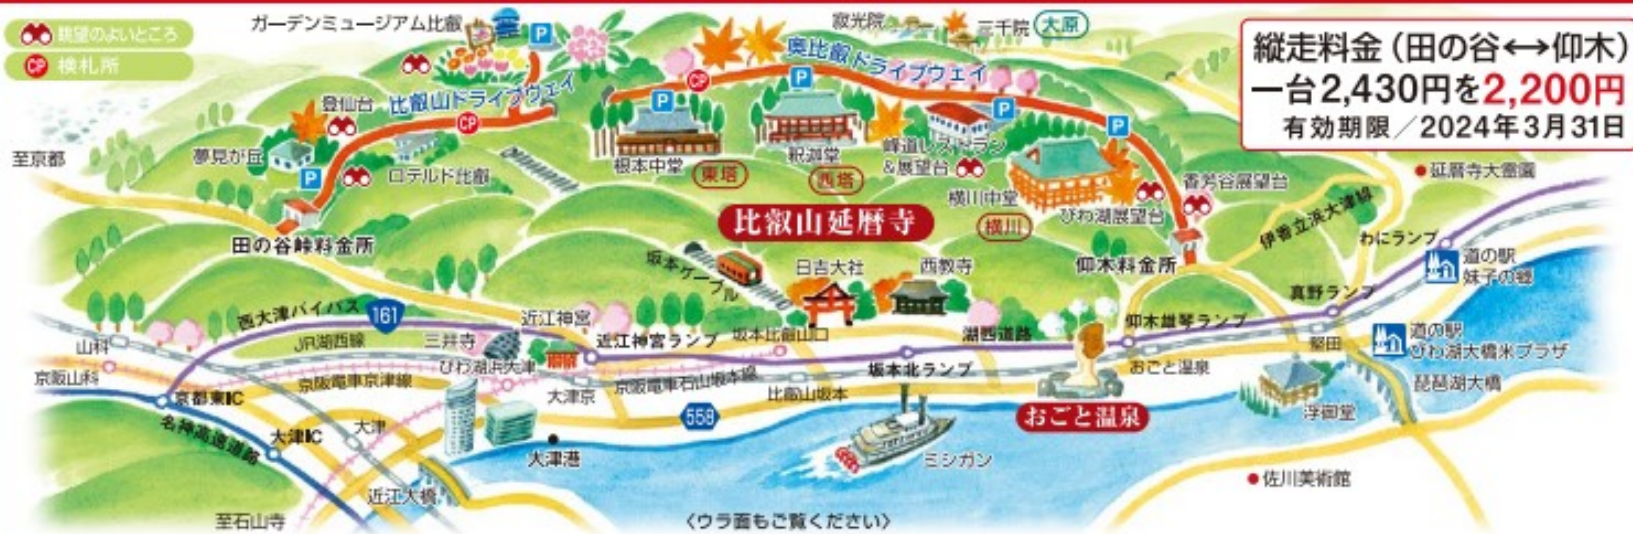 眺望のよいところ
CP 検札所
ガーデンミュージアム比叡
P
寂光院
三千院
大原
縦走料金(田の谷↔仰木)
一台2,430円を2,200円
有効期限/2024年3月31日
奥比叡ドライブウェイ
比叡山ドライブウェイ
CP
P
P
P
P
CP
登仙台
至京都
夢見が丘
P
ロテルド比叡
根本中堂
東塔
釈迦堂
西塔
峰道レストラン
&展望台
横川中堂
横川
びわ湖展望台
香芳谷展望台
延暦寺大霊園
伊香立浜大津線
比叡山延暦寺
田の谷峠料金所
坂本ケーブル
日吉大社
西教寺
仰木料金所
わにランプ
道の駅
妹子の郷
真野ランプ
西大津バイパス
161
近江神宮
近江神宮ランプ
坂本比叡山口
湖西道路
仰木雄琴ランプ
山科
JR湖西線
三井寺
びわ湖浜大津
堅田
道の駅
びわ湖大橋米プラザ
京阪山科
京阪電車京津線
京阪電車石山坂本線
坂本北ランプ
おごと温泉
琵琶湖大橋
京都東IC
大津京
比叡山坂本
558
おごと温泉
浮御堂
名神高速道路
大津IC
大津
大津港
ミシガン
佐川美術館
近江大橋
至石山寺
〈ウラ面もご覧ください〉